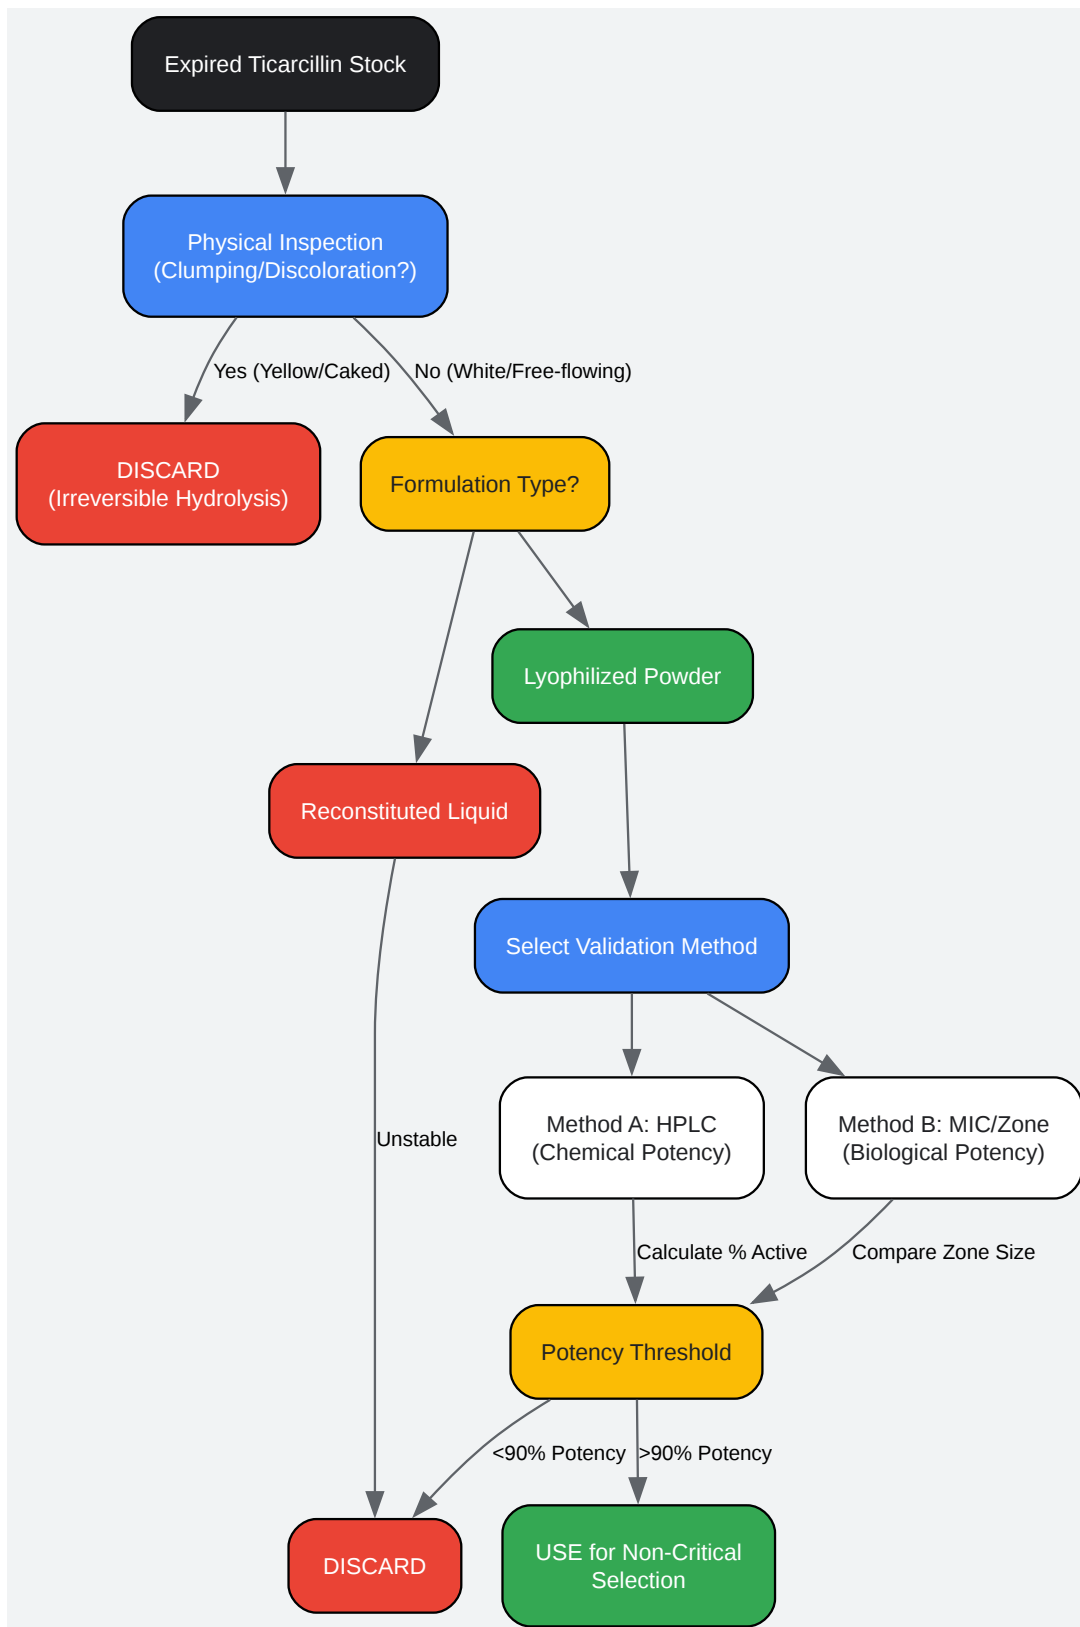 Expired Ticarcillin Stock
Physical Inspection
(Clumping/Discoloration?)
Yes (Yellow/Caked)
No (White/Free-flowing)
DISCARD
(Irreversible Hydrolysis)
Formulation Type?
Lyophilized Powder
Reconstituted Liquid
Select Validation Method
Method A: HPLC
(Chemical Potency)
Method B: MIC/Zone
(Biological Potency)
Unstable
Calculate % Active
Compare Zone Size
Potency Threshold
<90% Potency
>90% Potency
DISCARD
USE for Non-Critical
Selection